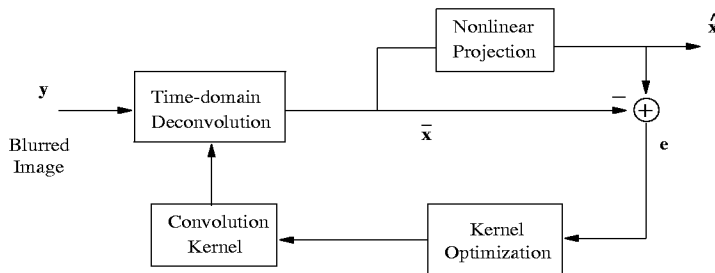 Nonlinear
Projection
x̂
y
Time-domain
Deconvolution
−
+
x̄
e
Blurred
Image
Convolution
Kernel
Kernel
Optimization